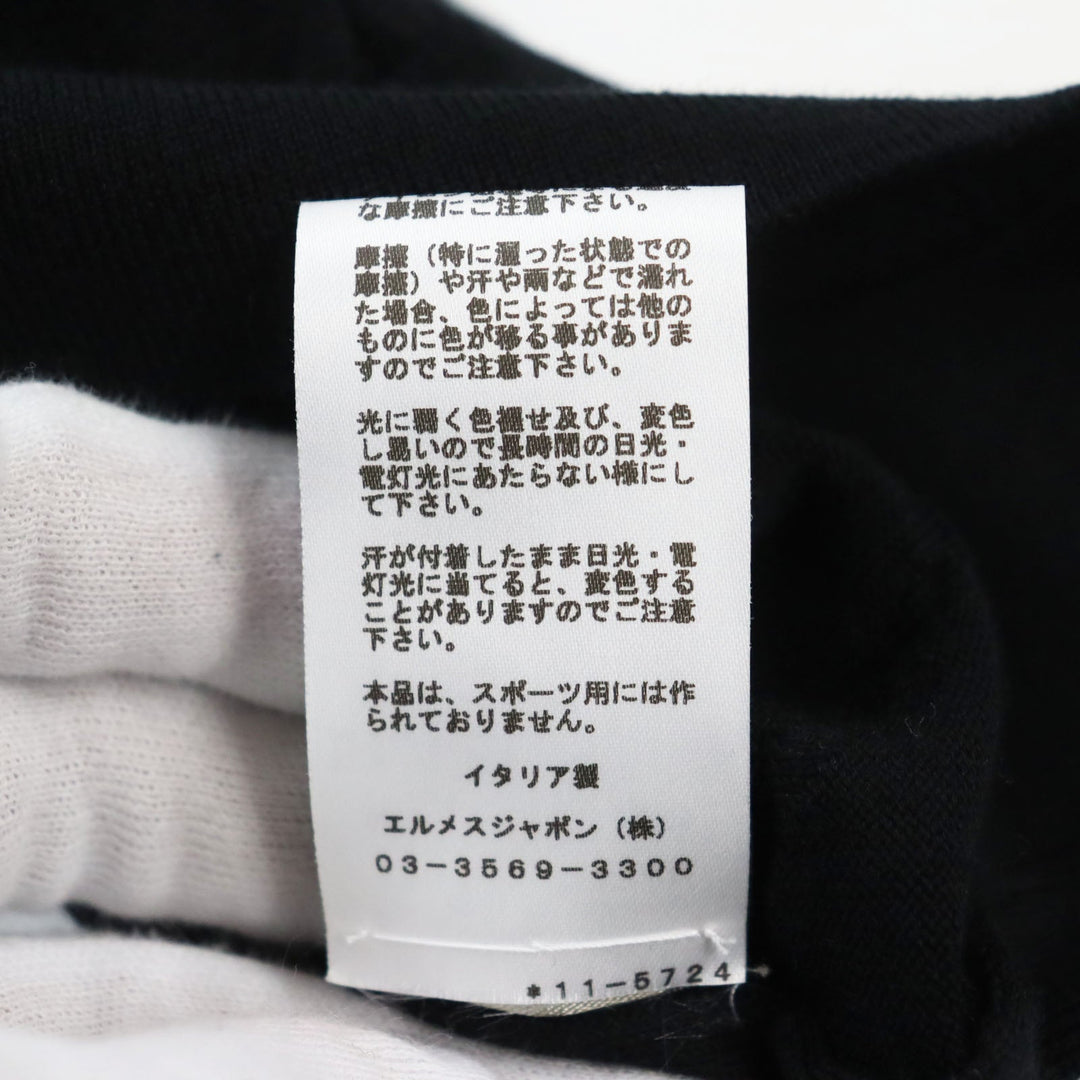 な摩擦にご注意下さい。
摩擦(特に湿った状態での
摩擦)や汗や雨などで濡れ
た場合、色によっては他の
ものに色が移る事がありま
すのでご注意下さい。
光に弱く色褪せ及び、変色
し易いので長時間の日光・
電灯光にあたらない様にし
て下さい。
汗が付着したまま日光・電
灯光に当てると、変色する
ことがありますのでご注意
下さい。
本品は、スポーツ用には作
られておりません。
イタリア製
エルメスジャポン(株)
03-3569-3300
*11-5724